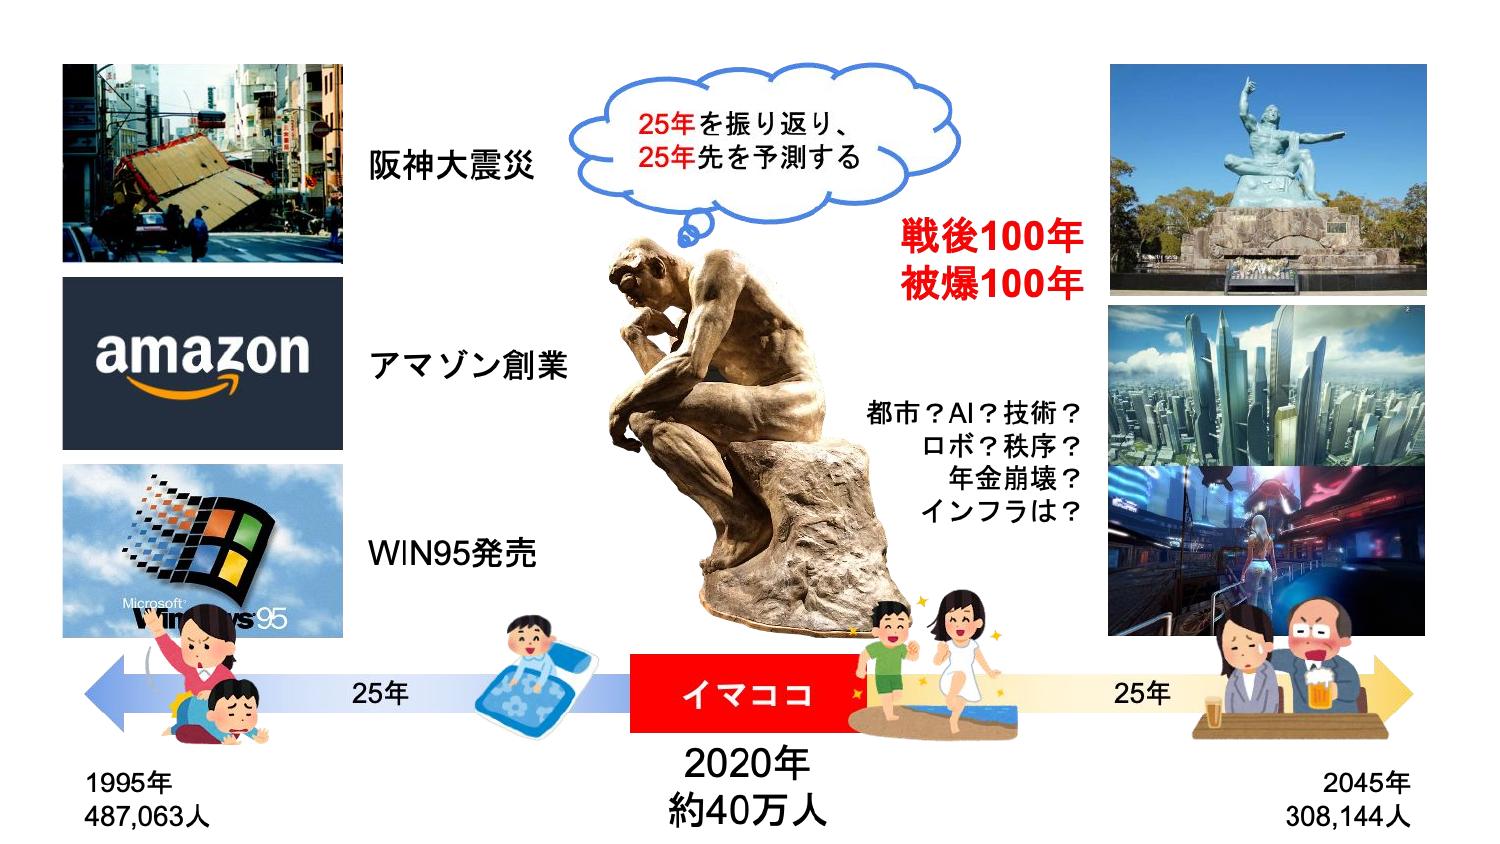 25年を振り返り、
25年先を予測する
阪神大震災
amazon
アマゾン創業
Microsoft
Windows 95
WIN95発売
戦後100年
被爆100年
都市？AI？技術？
ロボ？秩序？
年金崩壊？
インフラは？
25年
イマココ
25年
1995年
487,063人
2020年
約40万人
2045年
308,144人